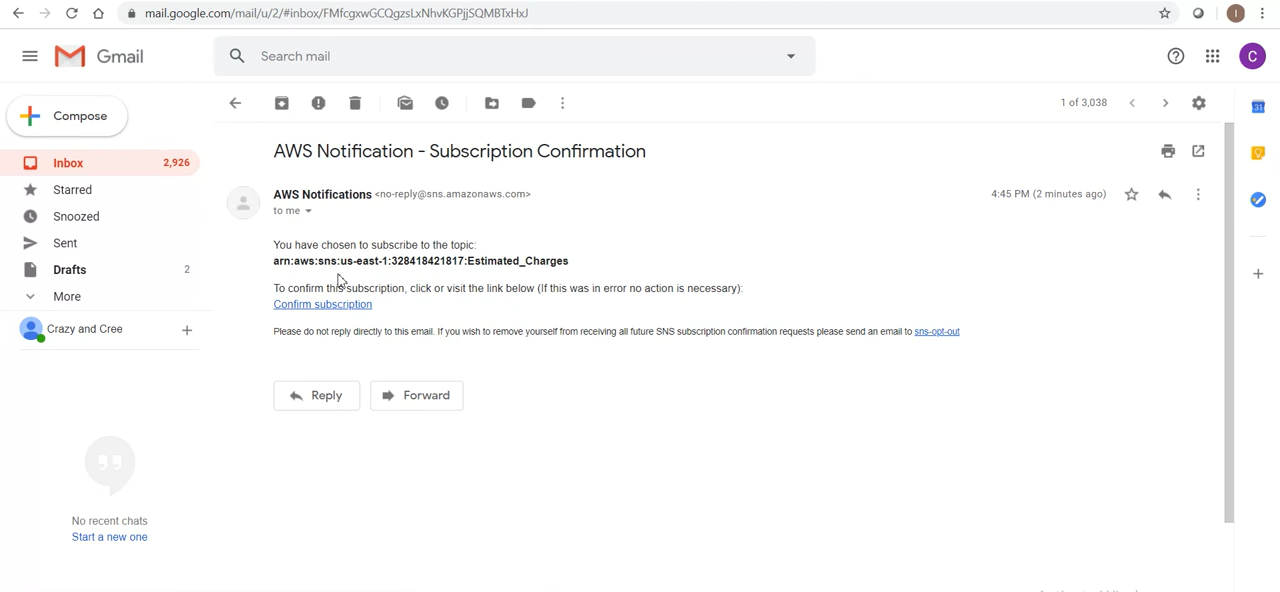 mail.google.com/mail/u/2/#inbox/FMfcgxwGCQgzsLxNhvKGPjjSQMBTxHxJ
I
Gmail
Search mail
C
Compose
1 of 3,038
31
Inbox 2,926
AWS Notification - Subscription Confirmation
Starred
AWS Notifications <no-reply@sns.amazonaws.com>
4:45 PM (2 minutes ago)
to me
Snoozed
Sent
You have chosen to subscribe to the topic:
arn:aws:sns:us-east-1:328418421817:Estimated_Charges
Drafts 2
To confirm this subscription, click or visit the link below (If this was in error no action is necessary):
More
Confirm subscription
Crazy and Cree
Please do not reply directly to this email. If you wish to remove yourself from receiving all future SNS subscription confirmation requests please send an email to sns-opt-out
Reply
Forward
No recent chats
Start a new one